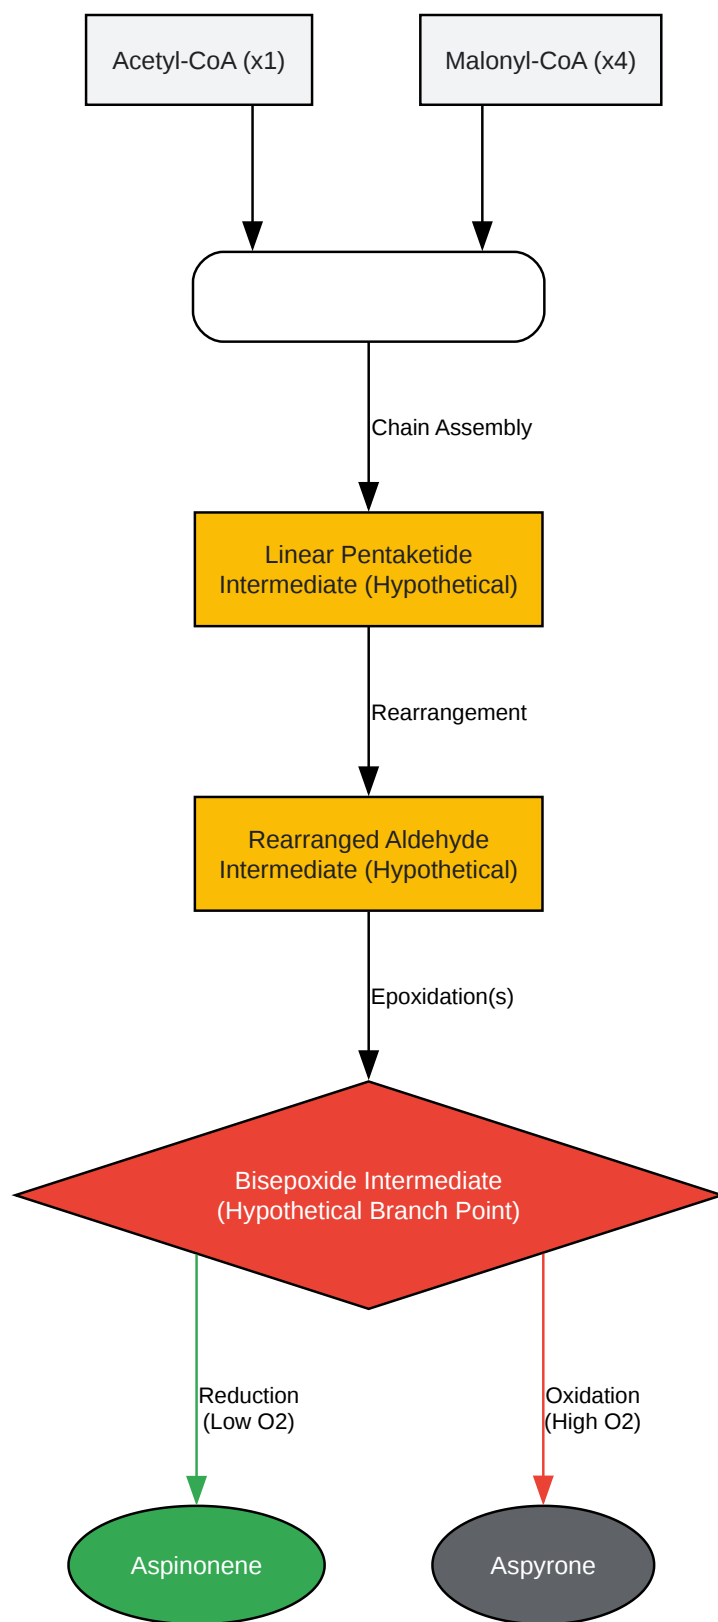 Acetyl-CoA (x1)
Malonyl-CoA (x4)
Chain Assembly
Linear Pentaketide
Intermediate (Hypothetical)
Rearrangement
Rearranged Aldehyde
Intermediate (Hypothetical)
Epoxidation(s)
Bisepoxide Intermediate
(Hypothetical Branch Point)
Reduction
(Low O2)
Oxidation
(High O2)
Aspinonene
Aspyrone